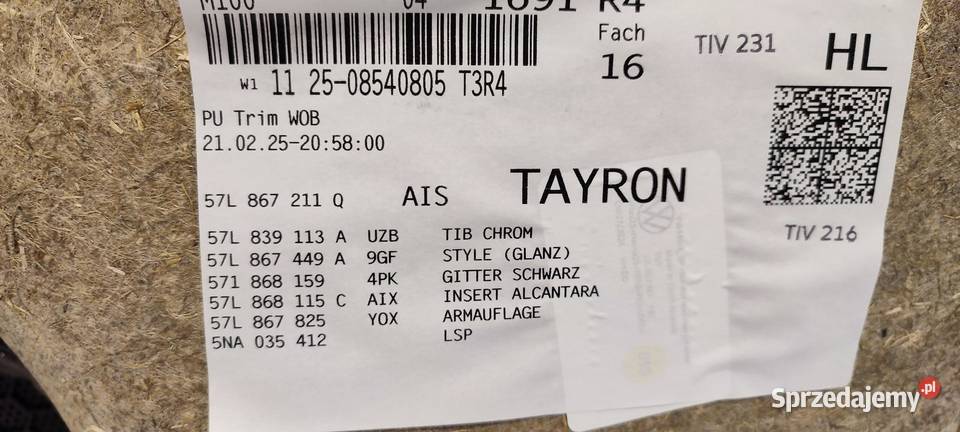 M100 04 1691 R4
Fach TIV 231 HL
16
W1 11 25-08540805 T3R4
PU Trim WOB
21.02.25-20:58:00
57L 867 211 Q AIS TAYRON
TIV 216
57L 839 113 A UZB TIB CHROM
57L 867 449 A 9GF STYLE (GLANZ)
571 868 159 4PK GITTER SCHWARZ
57L 868 115 C AIX INSERT ALCANTARA
57L 867 825 YOX ARMAUFLAGE
5NA 035 412 LSP
Sprzedajemy .pl